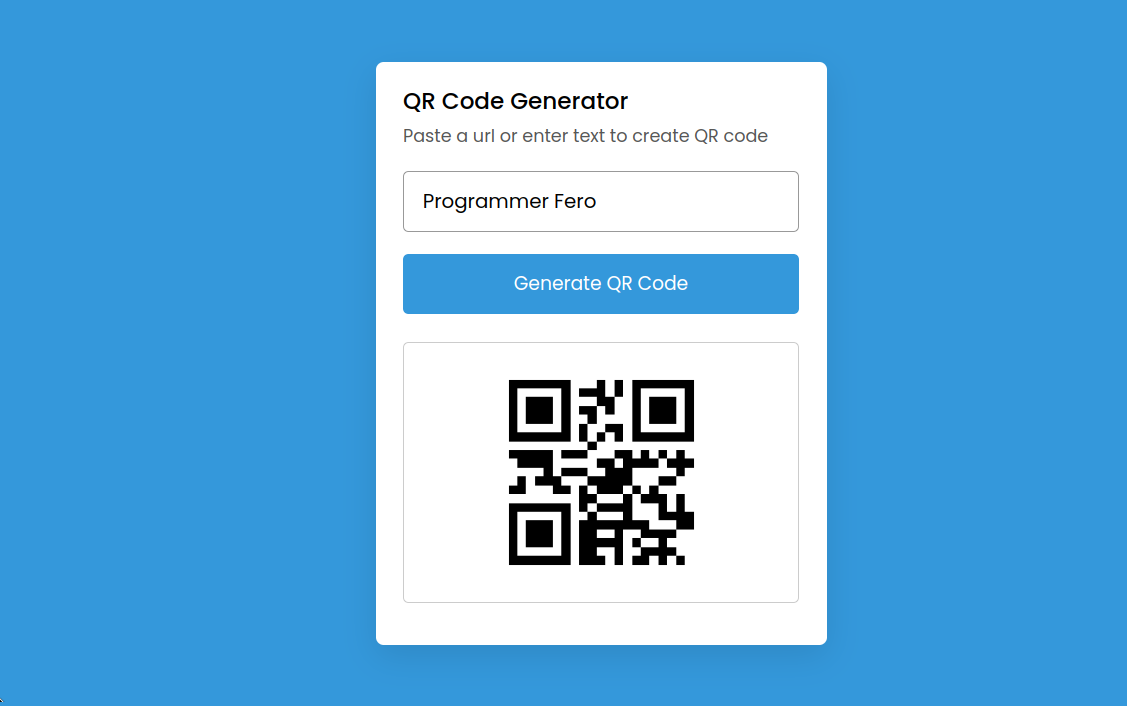 QR Code Generator
Paste a url or enter text to create QR code
Programmer Fero
Generate QR Code